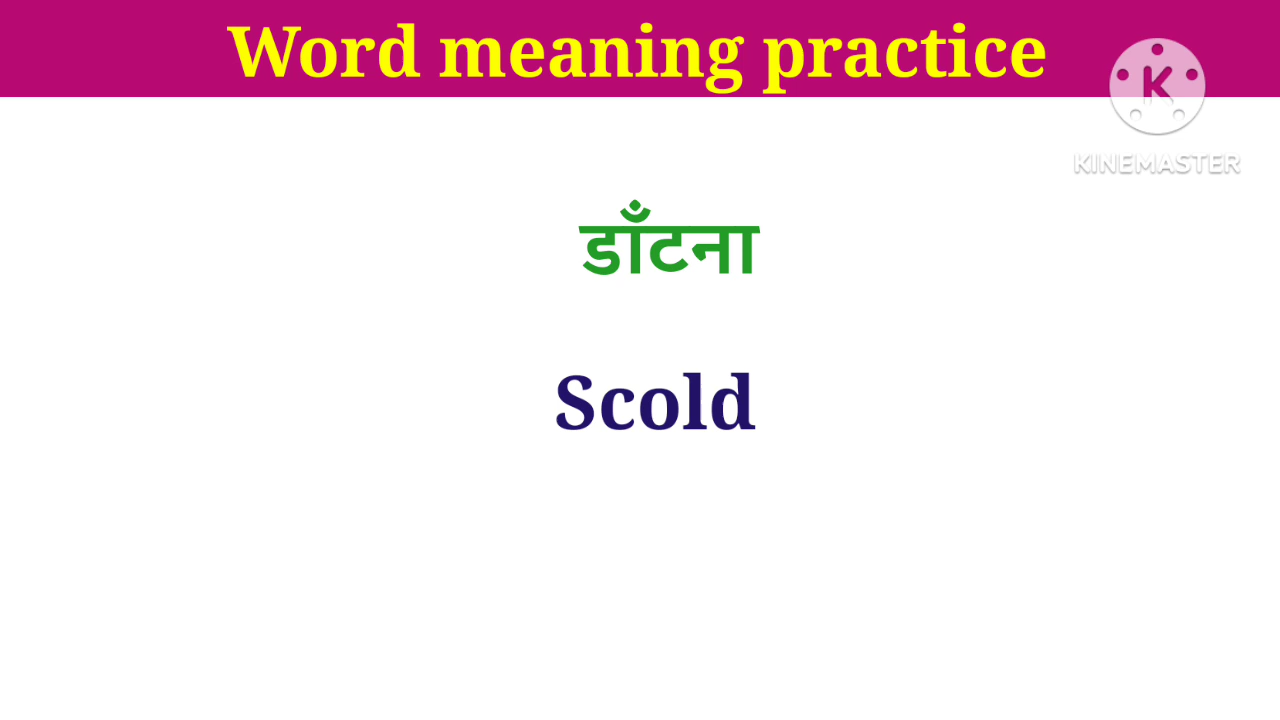 Word meaning practice
K
KINEMASTER
डाँटना
Scold